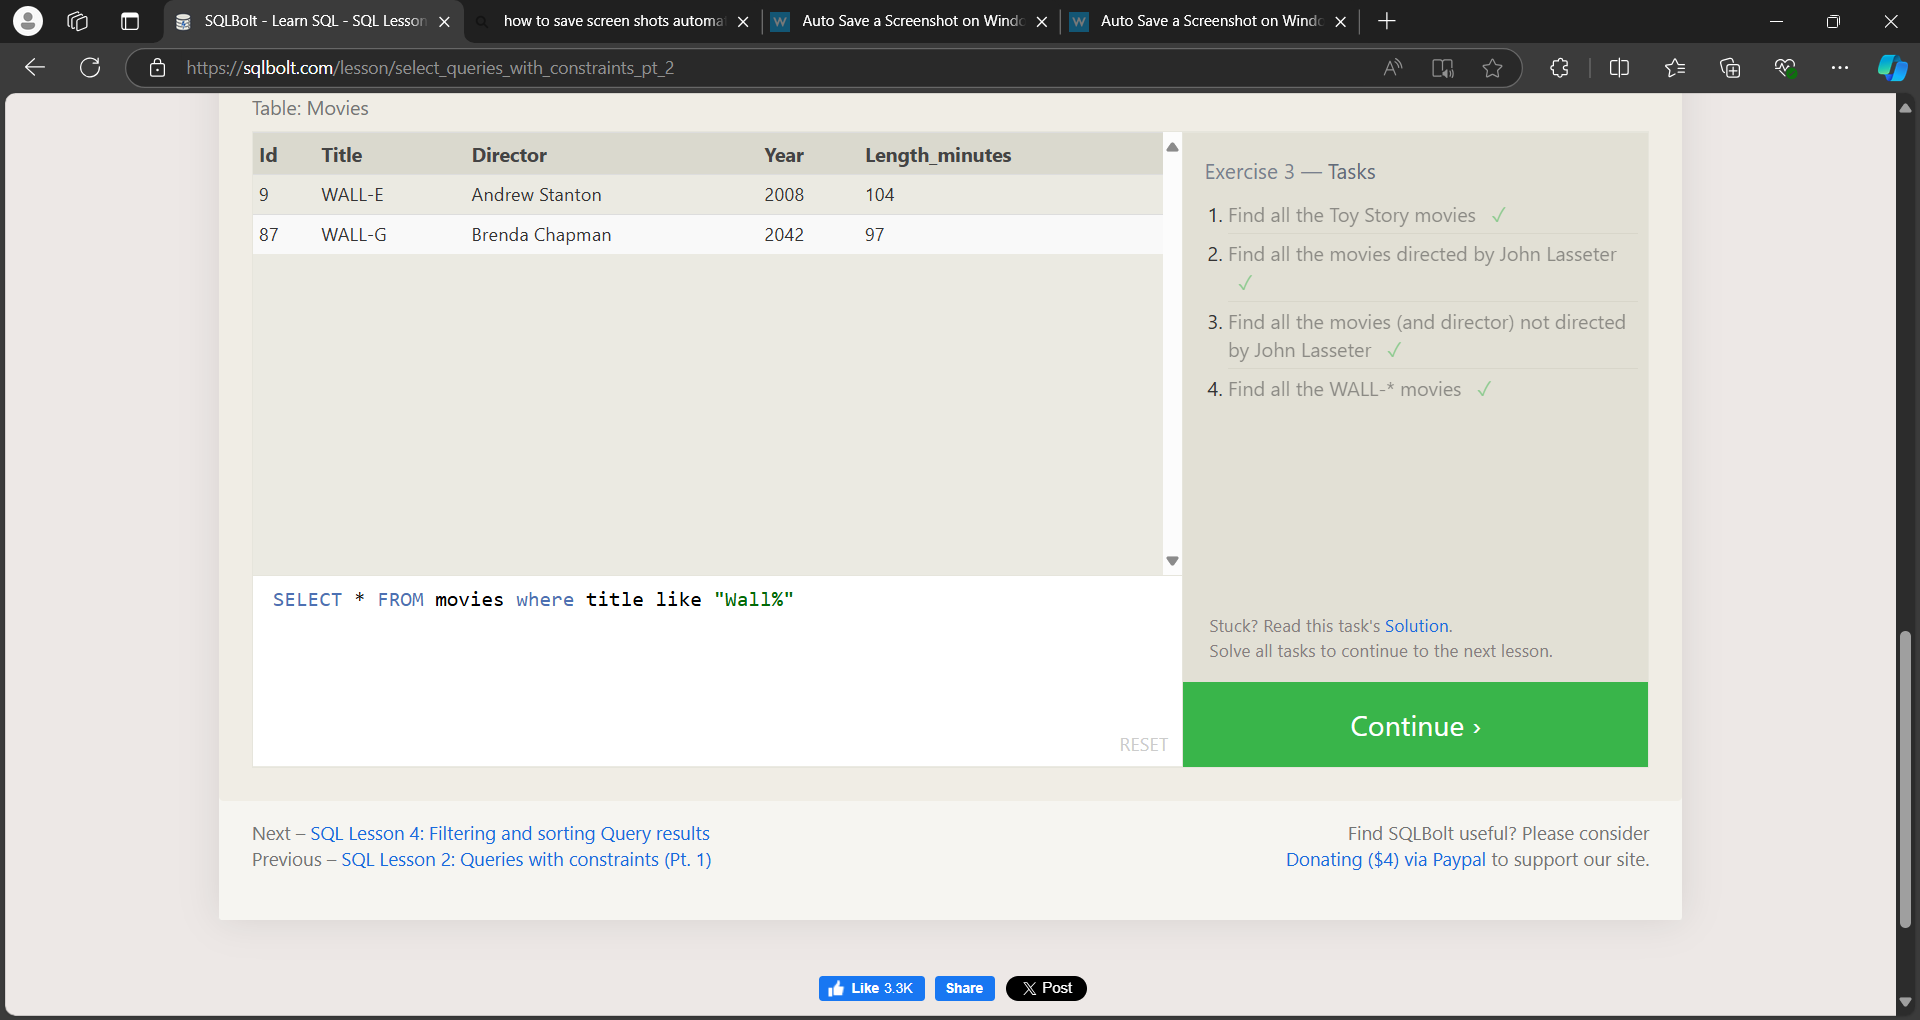 SQLBolt - Learn SQL - SQL Lesson
how to save screen shots automa
Auto Save a Screenshot on Windo
Auto Save a Screenshot on Windo
https://sqlbolt.com/lesson/select_queries_with_constraints_pt_2
Table: Movies
Id Title Director Year Length_minutes
9 WALL-E Andrew Stanton 2008 104
87 WALL-G Brenda Chapman 2042 97
SELECT * FROM movies where title like "Wall%"
RESET
Exercise 3 — Tasks
1. Find all the Toy Story movies ✓
2. Find all the movies directed by John Lasseter
✓
3. Find all the movies (and director) not directed
by John Lasseter ✓
4. Find all the WALL-* movies ✓
Stuck? Read this task's Solution.
Solve all tasks to continue to the next lesson.
Continue ›
Next – SQL Lesson 4: Filtering and sorting Query results
Previous – SQL Lesson 2: Queries with constraints (Pt. 1)
Find SQLBolt useful? Please consider
Donating ($4) via Paypal to support our site.
Like 3.3K
Share
X Post